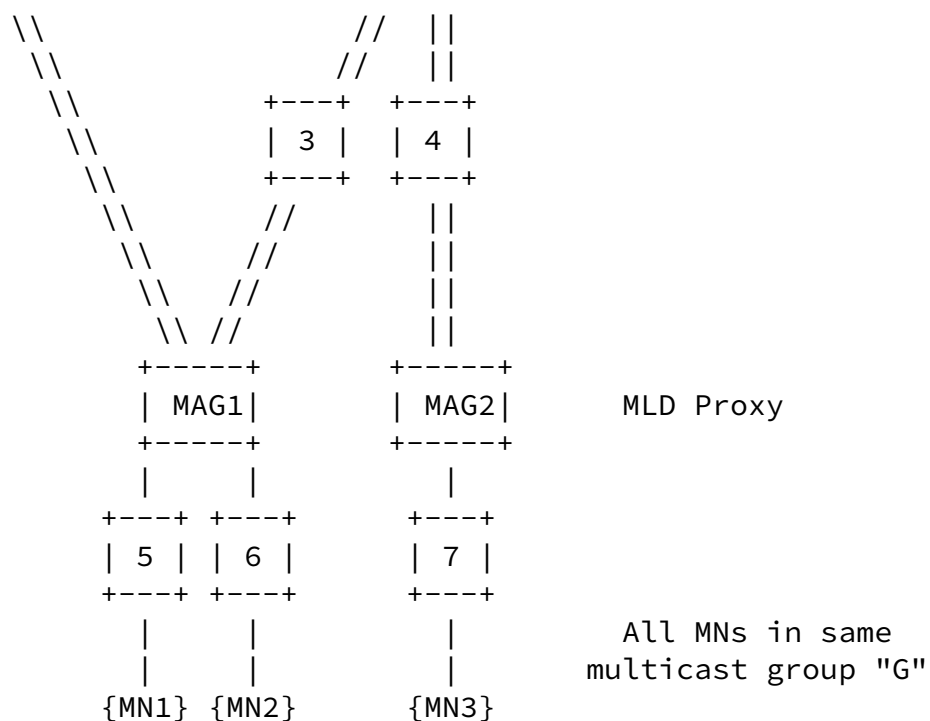 \\                 //  ||
 \\               //   ||
  \\          +---+  +---+
   \\         | 3 |  | 4 |
    \\        +---+  +---+
     \\       //       ||
      \\     //        ||
       \\   //         ||
        \\ //          ||
       +-----+       +-----+
       | MAG1|       | MAG2|      MLD Proxy
       +-----+       +-----+
       |     |          |
     +---+ +---+      +---+
     | 5 | | 6 |      | 7 |
     +---+ +---+      +---+
       |     |          |         All MNs in same
       |     |          |       multicast group "G"
     {MN1} {MN2}      {MN3}